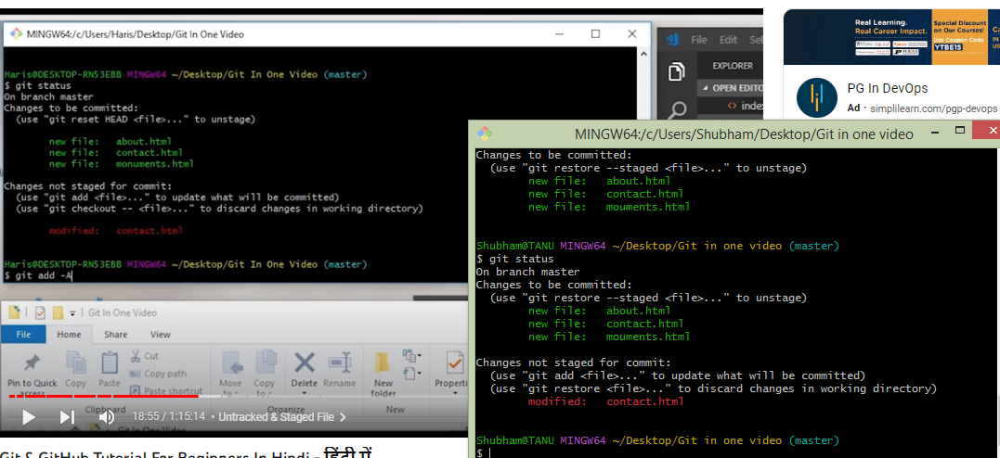 MINGW64:/c/Users/Haris/Desktop/Git In One Video
Haris@DESKTOP-RN53EBB MINGW64 ~/Desktop/Git In One Video (master)
$ git status
On branch master
Changes to be committed:
(use "git reset HEAD <file>..." to unstage)
new file: about.html
new file: contact.html
new file: monuments.html
Changes not staged for commit:
(use "git add <file>..." to update what will be committed)
(use "git checkout -- <file>..." to discard changes in working directory)
modified: contact.html
Haris@DESKTOP-RN53EBB MINGW64 ~/Desktop/Git In One Video (master)
$ git add -A
File Edit Sel
EXPLORER
OPEN EDITO
<> index
Real Learning.
Real Career Impact.
Special Discount
on Our Courses!
Use Coupon Code
YTBE15
PG In DevOps
Ad · simplilearn.com/pgp-devops
MINGW64:/c/Users/Shubham/Desktop/Git in one video
Changes to be committed:
(use "git restore --staged <file>..." to unstage)
new file: about.html
new file: contact.html
new file: mouments.html
Shubham@TANU MINGW64 ~/Desktop/Git in one video (master)
$ git status
On branch master
Changes to be committed:
(use "git restore --staged <file>..." to unstage)
new file: about.html
new file: contact.html
new file: mouments.html
Changes not staged for commit:
(use "git add <file>..." to update what will be committed)
(use "git restore <file>..." to discard changes in working directory)
modified: contact.html
Shubham@TANU MINGW64 ~/Desktop/Git in one video (master)
$
Git In One Video
File Home Share View
Pin to Quick access Copy Paste
Cut
Copy path
Paste shortcut
Move to Copy to Delete Rename New folder Properti
Clipboard Organize New
18:55 / 1:15:14 • Untracked & Staged File >
Git In One Video
Git & GitHub Tutorial For Beginners In Hindi - हिंदी में